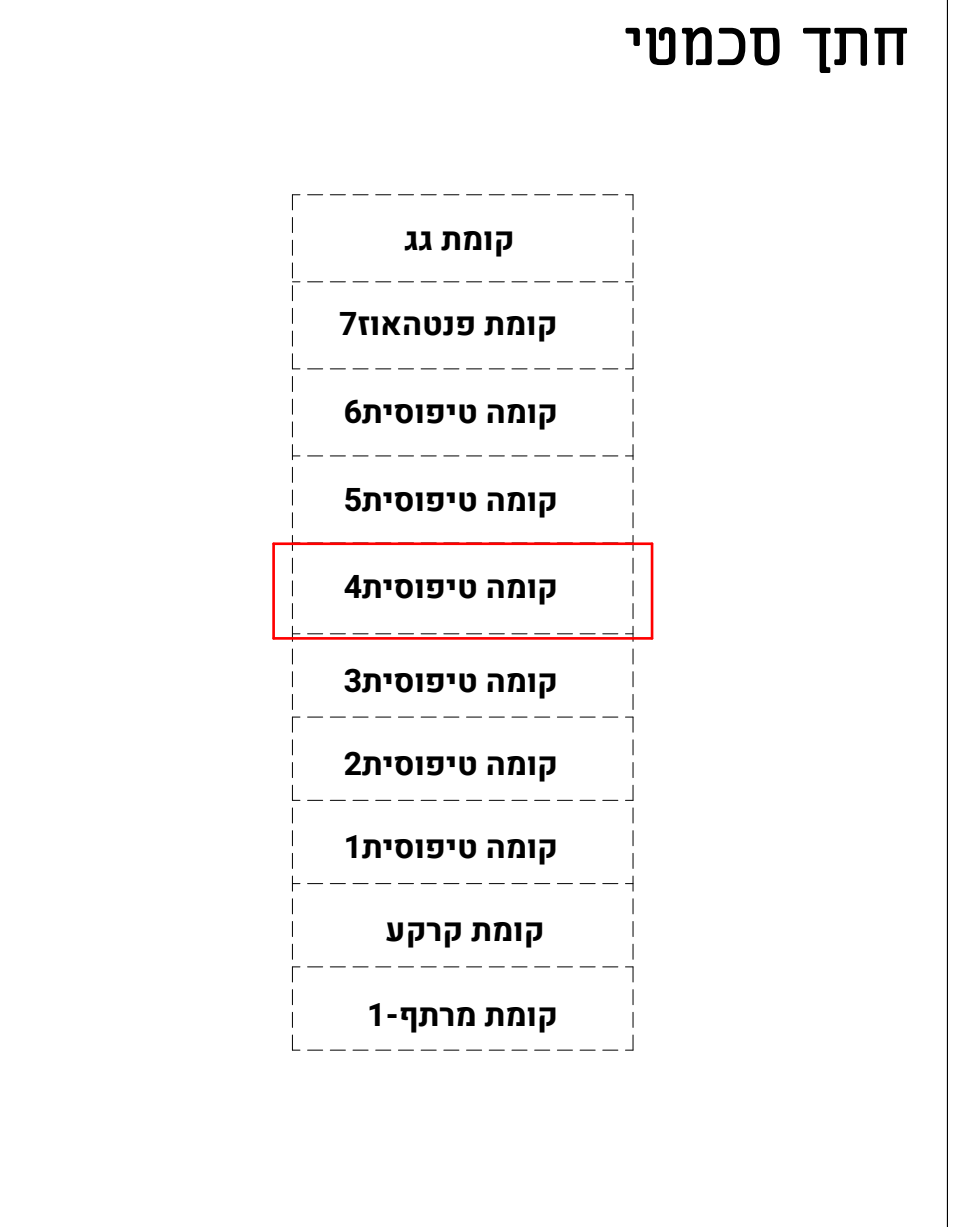 חתך סכמטי
קומת גג
קומת פנטהאוז7
קומה טיפוסית6
קומה טיפוסית5
קומה טיפוסית4
קומה טיפוסית3
קומה טיפוסית2
קומה טיפוסית1
קומת קרקע
קומת מרתף-1